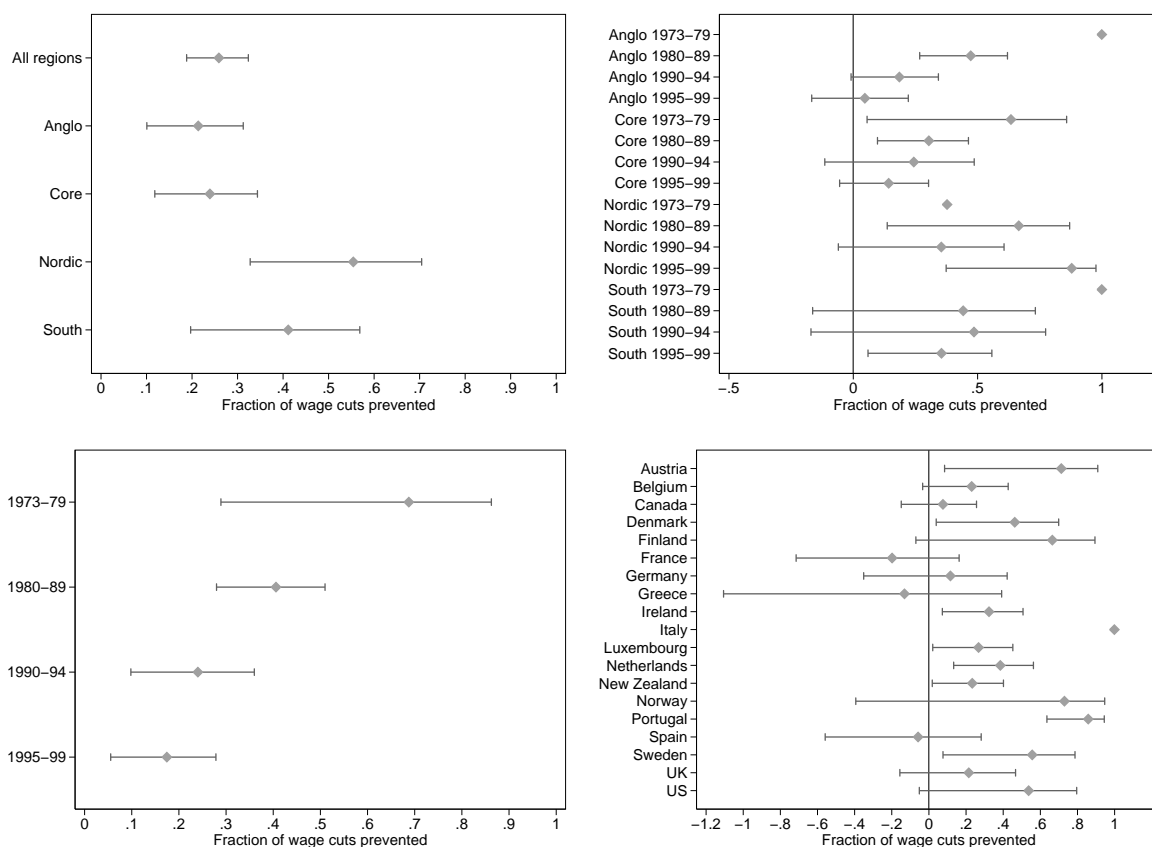 All regions
Anglo
Core
Nordic
South
0 .1 .2 .3 .4 .5 .6 .7 .8 .9 1
Fraction of wage cuts prevented
Anglo 1973−79
Anglo 1980−89
Anglo 1990−94
Anglo 1995−99
Core 1973−79
Core 1980−89
Core 1990−94
Core 1995−99
Nordic 1973−79
Nordic 1980−89
Nordic 1990−94
Nordic 1995−99
South 1973−79
South 1980−89
South 1990−94
South 1995−99
−.5 0 .5 1
Fraction of wage cuts prevented
1973−79
1980−89
1990−94
1995−99
0 .1 .2 .3 .4 .5 .6 .7 .8 .9 1
Fraction of wage cuts prevented
Austria
Belgium
Canada
Denmark
Finland
France
Germany
Greece
Ireland
Italy
Luxembourg
Netherlands
New Zealand
Norway
Portugal
Spain
Sweden
UK
US
−1.2 −1 −.8 −.6 −.4 −.2 0 .2 .4 .6 .8 1
Fraction of wage cuts prevented